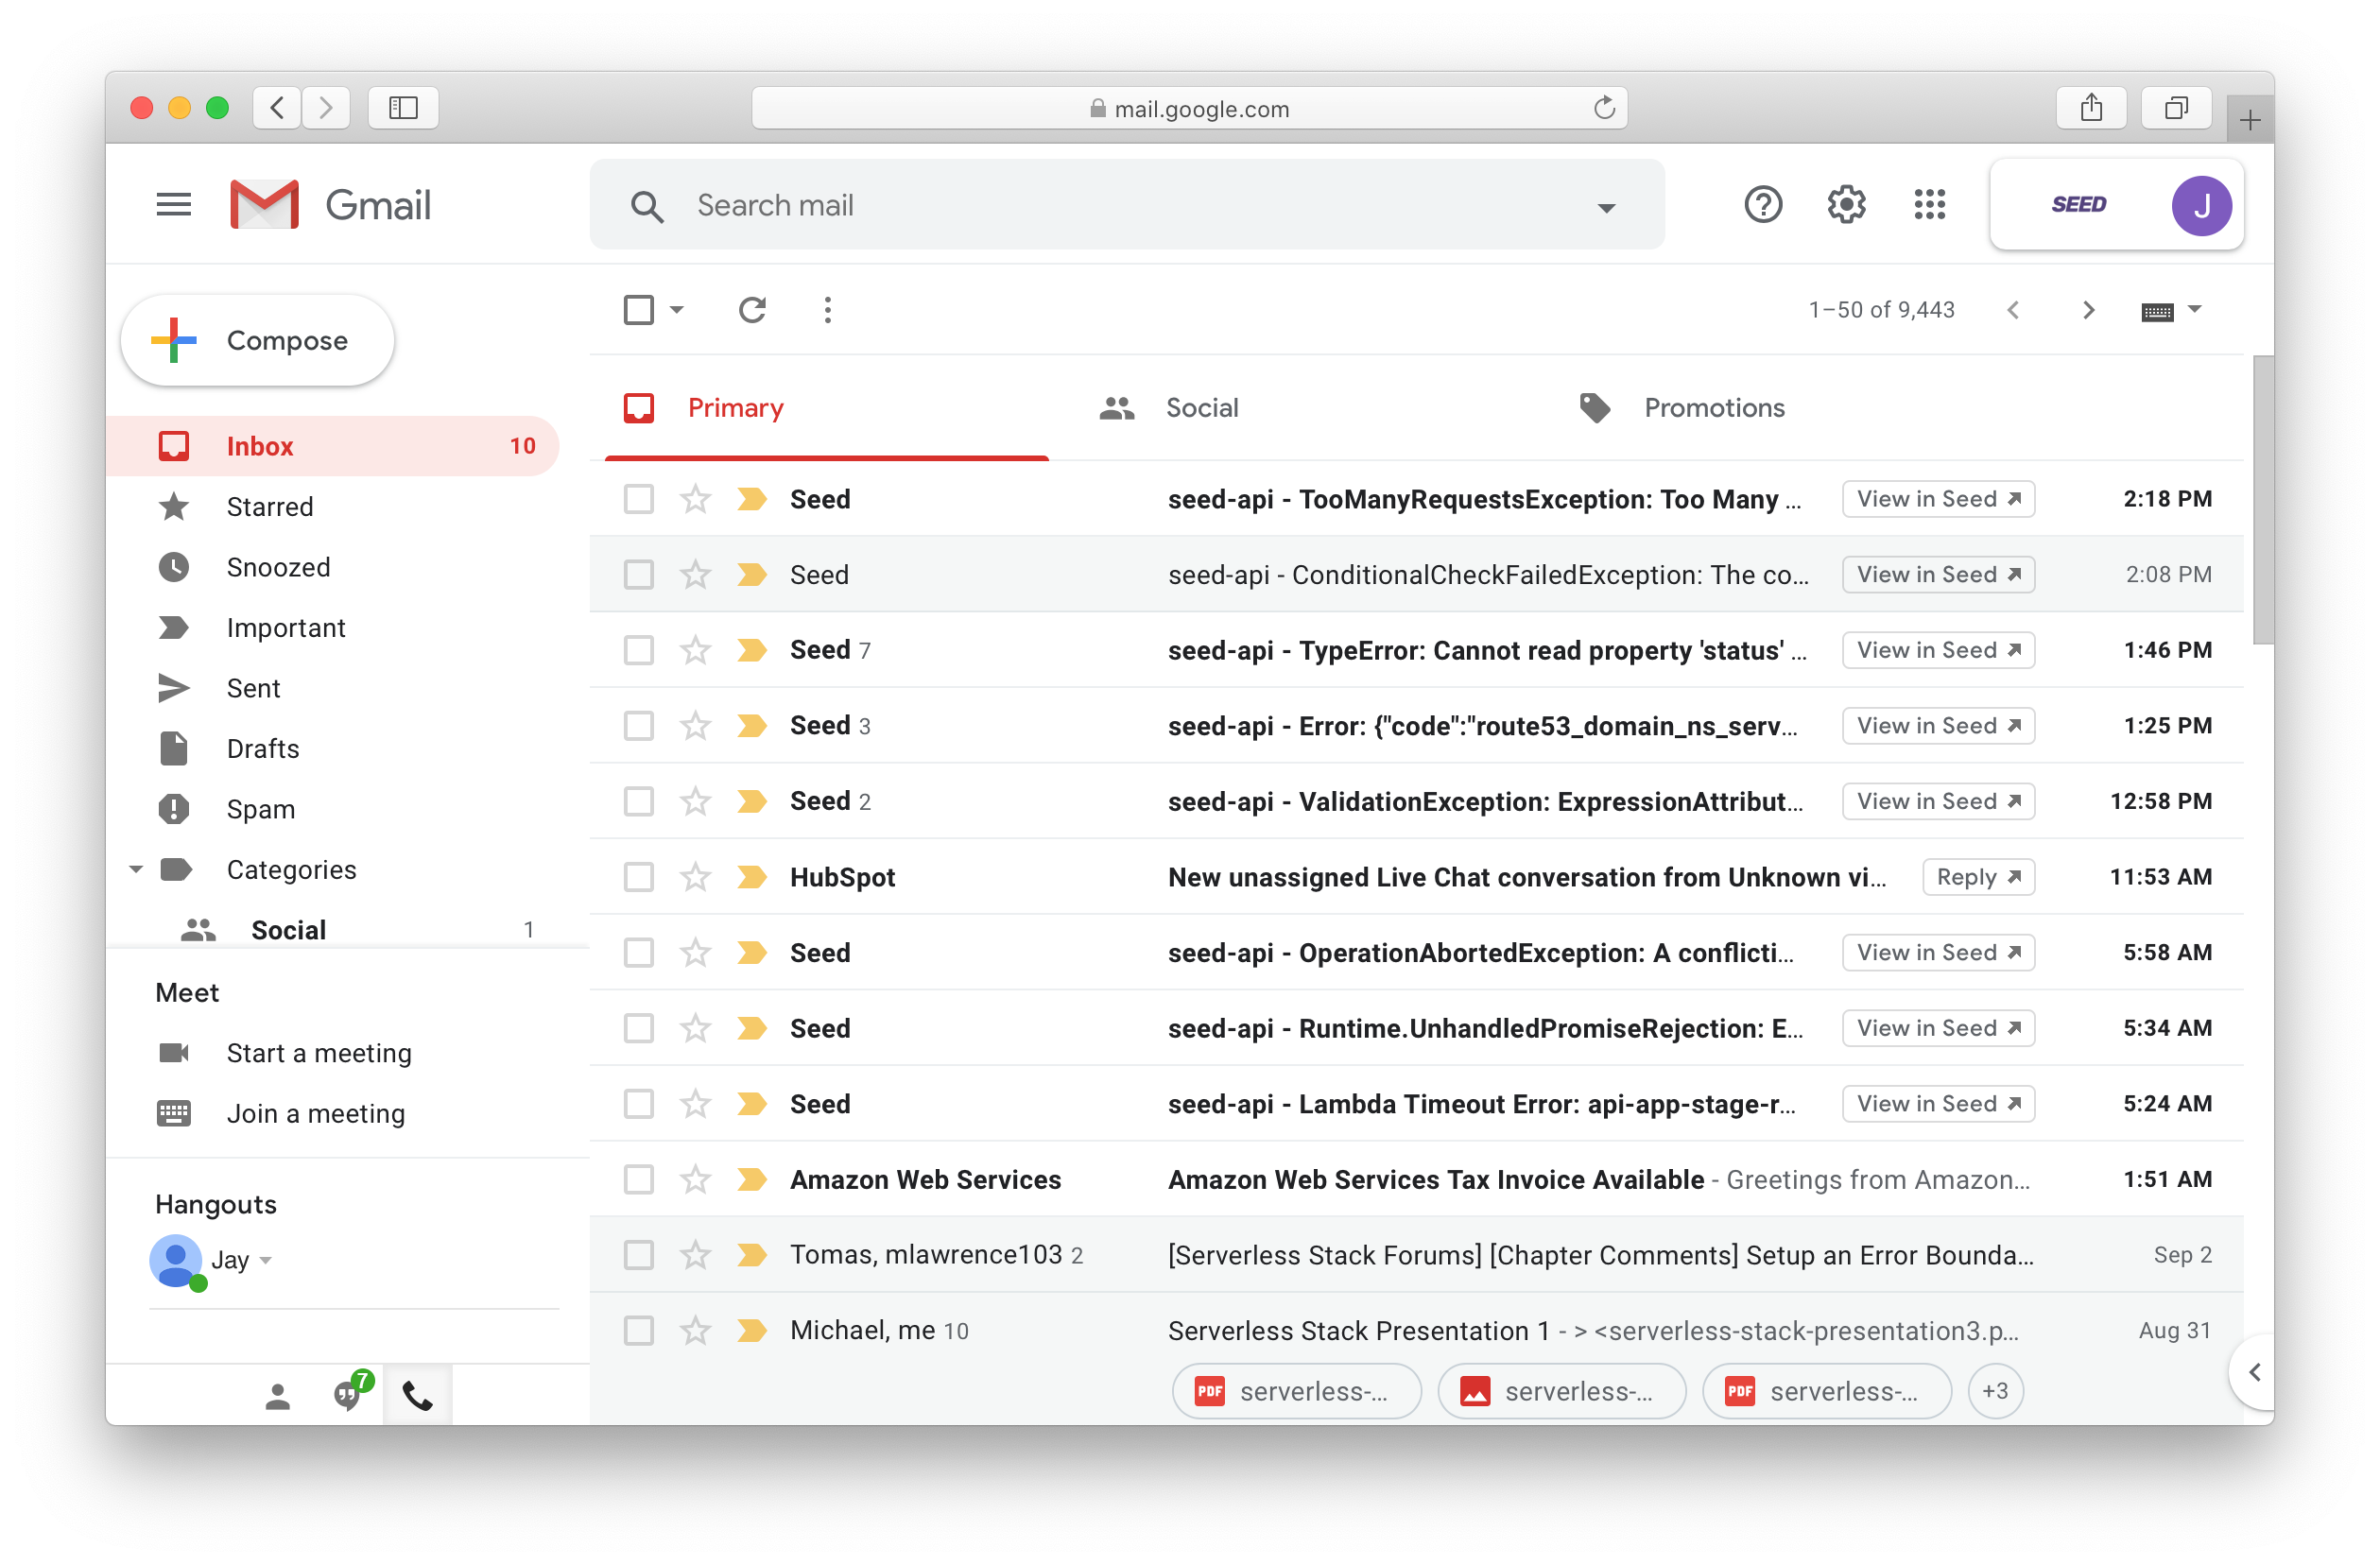 mail.google.com
Gmail
Search mail
SEED
J
Compose
1–50 of 9,443
Primary
Social
Promotions
Inbox 10
Starred
Snoozed
Important
Sent
Drafts
Spam
Categories
Social 1
Meet
Start a meeting
Join a meeting
Hangouts
Jay
7
Seed seed-api - TooManyRequestsException: Too Many ... View in Seed 2:18 PM
Seed seed-api - ConditionalCheckFailedException: The co... View in Seed 2:08 PM
Seed 7 seed-api - TypeError: Cannot read property 'status' ... View in Seed 1:46 PM
Seed 3 seed-api - Error: {"code":"route53_domain_ns_serv... View in Seed 1:25 PM
Seed 2 seed-api - ValidationException: ExpressionAttribut... View in Seed 12:58 PM
HubSpot New unassigned Live Chat conversation from Unknown vi... Reply 11:53 AM
Seed seed-api - OperationAbortedException: A conflicti... View in Seed 5:58 AM
Seed seed-api - Runtime.UnhandledPromiseRejection: E... View in Seed 5:34 AM
Seed seed-api - Lambda Timeout Error: api-app-stage-r... View in Seed 5:24 AM
Amazon Web Services Amazon Web Services Tax Invoice Available - Greetings from Amazon... 1:51 AM
Tomas, mlawrence103 2 [Serverless Stack Forums] [Chapter Comments] Setup an Error Bounda... Sep 2
Michael, me 10 Serverless Stack Presentation 1 - > <serverless-stack-presentation3.p... Aug 31
PDF serverless-... serverless-... PDF serverless-... +3